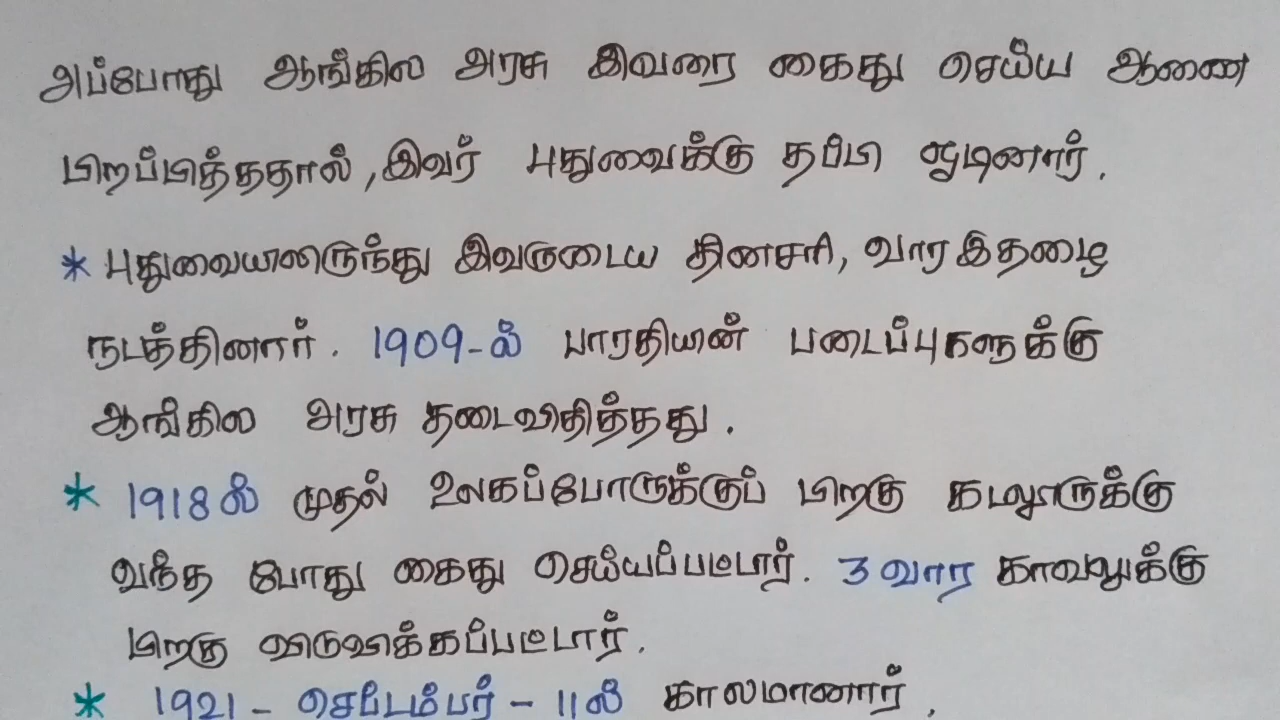 அப்போது ஆங்கில அரசு இவரை கைது செய்ய ஆணை
பிறப்பித்ததால் , இவர் புதுவைக்கு தப்பி ஓடினார் .
* புதுவையிலிருந்து இவருடைய தினசரி , வார இதழை
நடத்தினார் . 1909-ல் பாரதியின் படைப்புகளுக்கு
ஆங்கில அரசு தடைவிதித்தது .
* 1918ல் முதல் உலகப்போருக்குப் பிறகு கடலூருக்கு
வந்த போது கைது செய்யப்பட்டார் . 3 வார காவலுக்கு
பிறகு விடுவிக்கப்பட்டார் .
* 1921 - செப்டம்பர் - 11ல் காலமானார் .